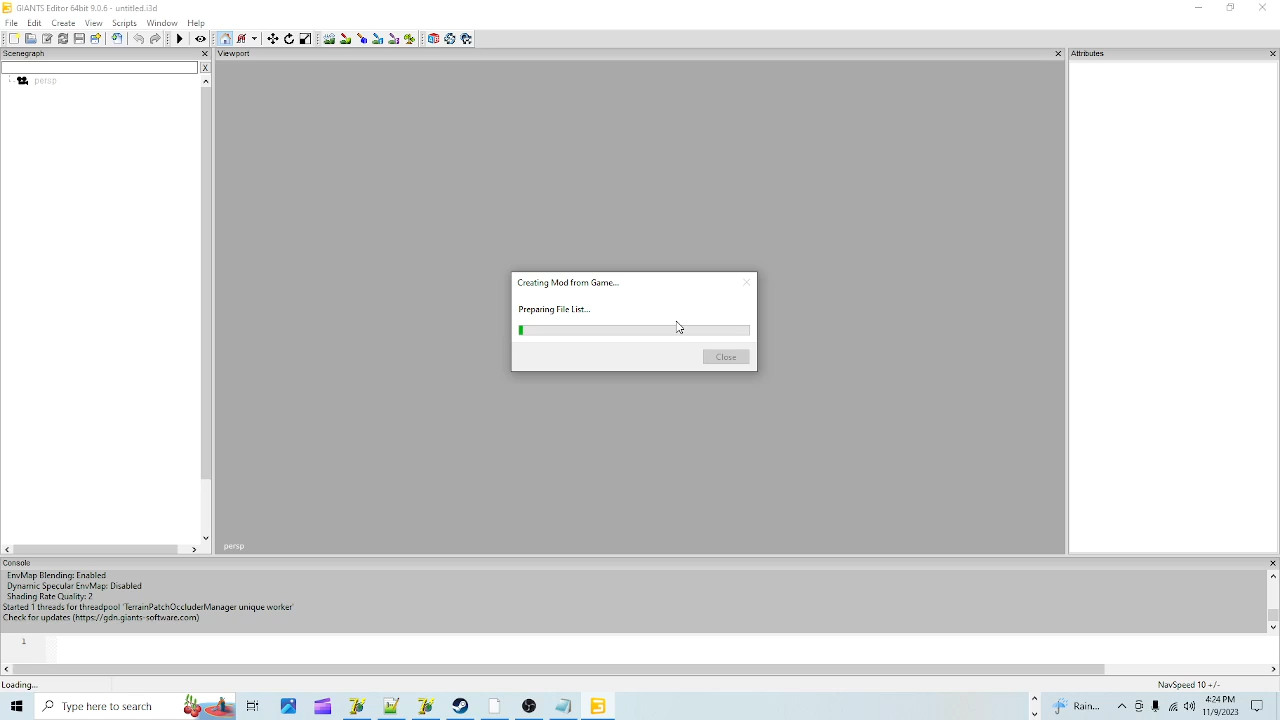 GIANTS Editor 64bit 9.0.6 - untitled.i3d
File Edit Create View Scripts Window Help
Scenegraph
Viewport
Attributes
X
persp
Creating Mod from Game...
Preparing File List...
Close
persp
Console
EnvMap Blending: Enabled
Dynamic Specular EnvMap: Disabled
Shading Rate Quality: 2
Started 1 threads for threadpool 'TerrainPatchOccluderManager unique worker'
Check for updates (https://gdn.giants-software.com)
1
Loading...
NavSpeed 10 +/-
Type here to search
Rain...
4:24 PM
11/9/2023